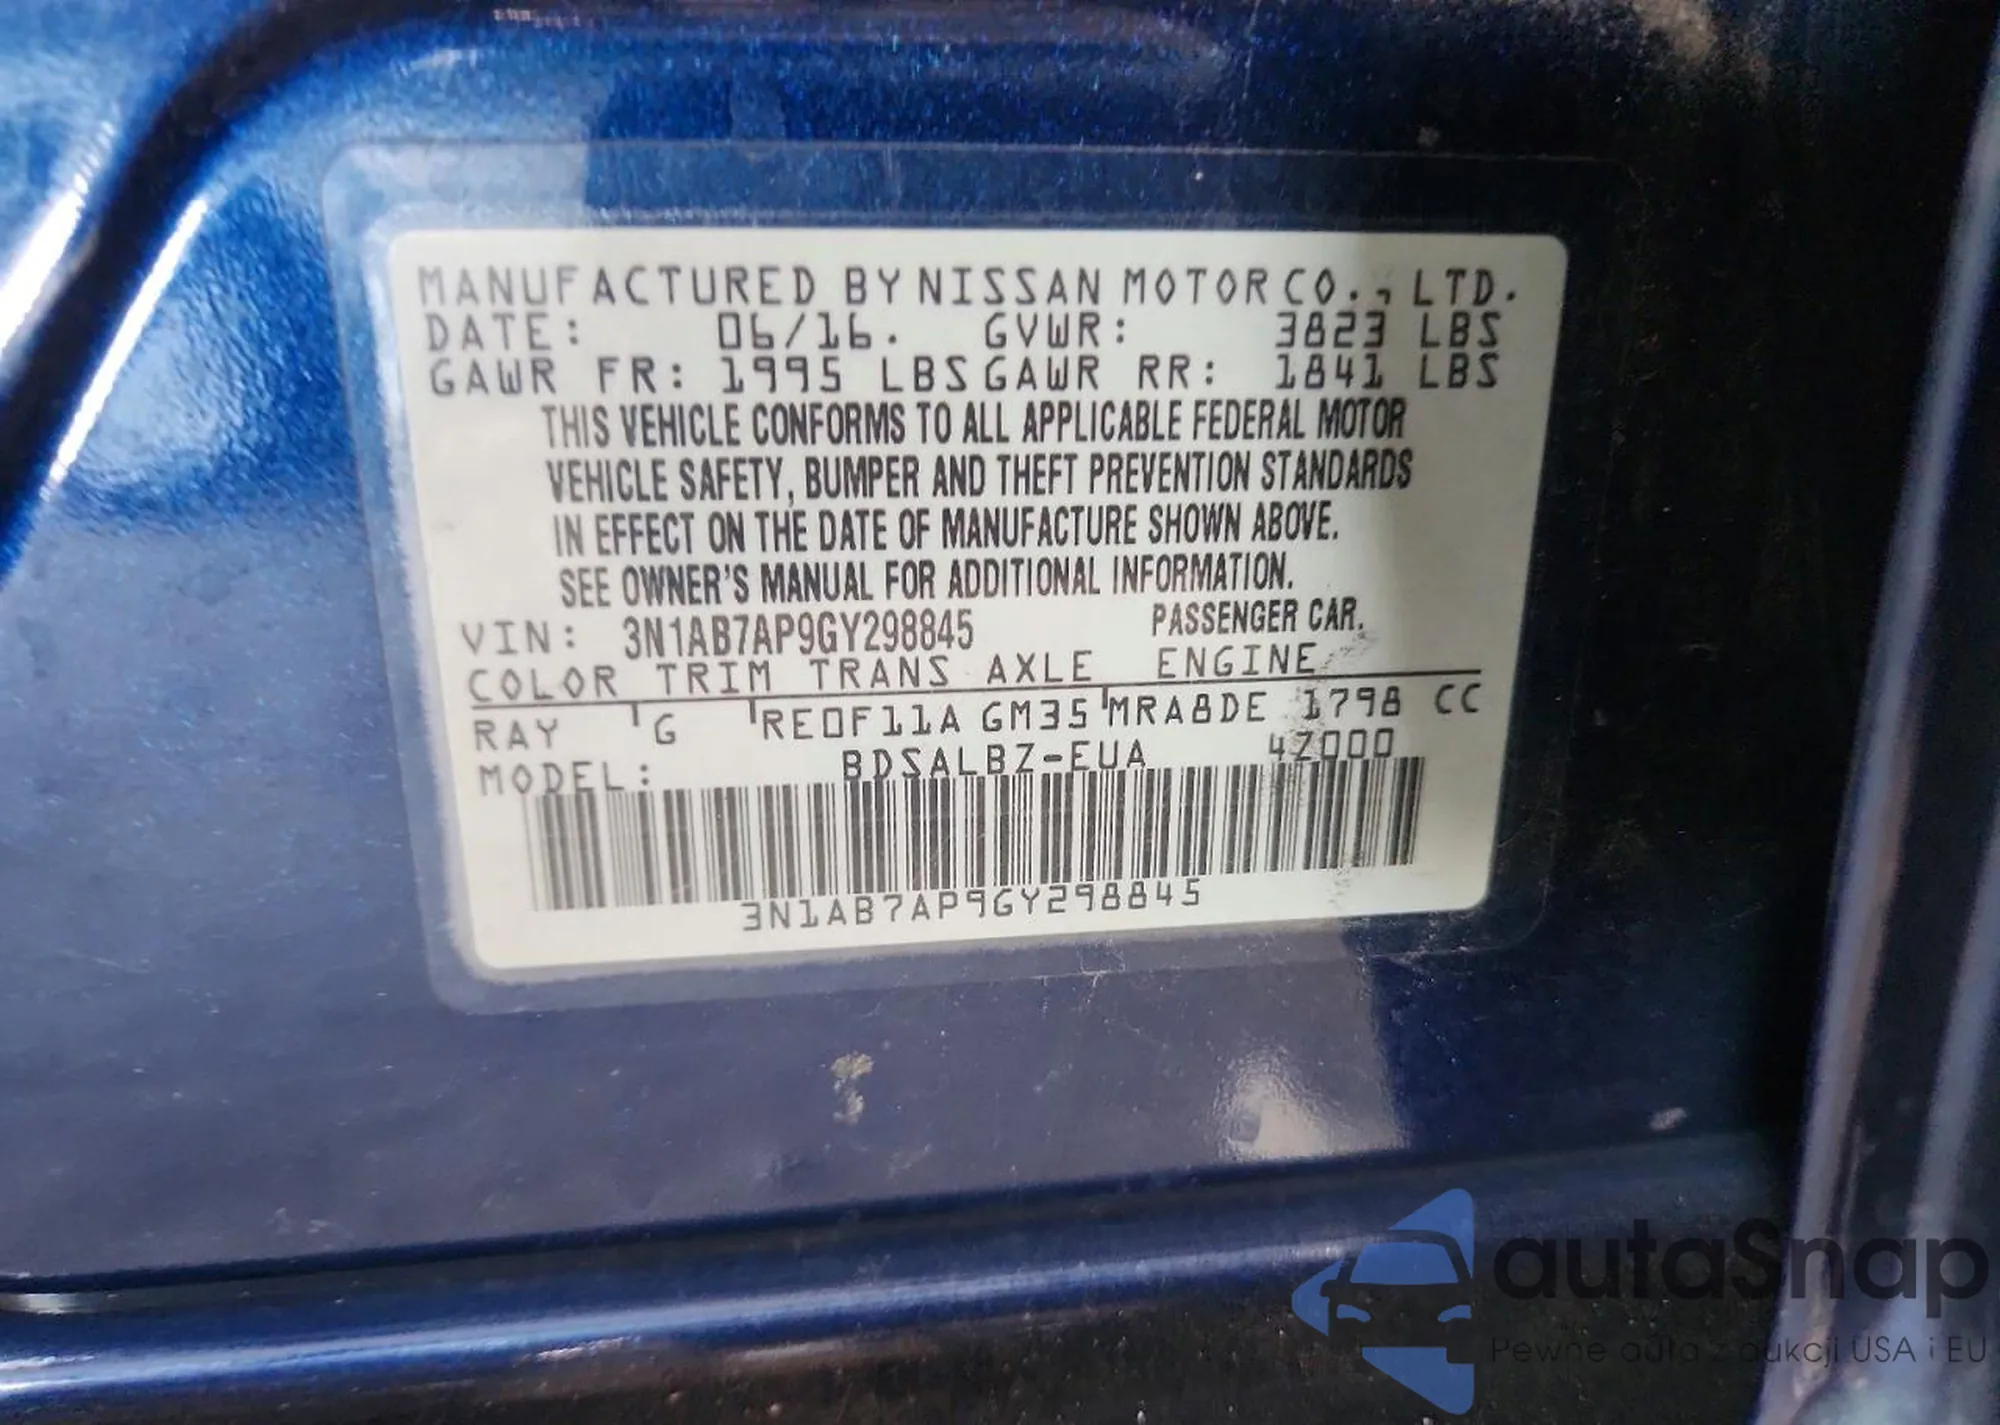 MANUFACTURED BY NISSAN MOTOR CO., LTD.
DATE: 06/16. GVWR: 3823 LBS
GAWR FR: 1995 LBS GAWR RR: 1841 LBS
THIS VEHICLE CONFORMS TO ALL APPLICABLE FEDERAL MOTOR
VEHICLE SAFETY, BUMPER AND THEFT PREVENTION STANDARDS
IN EFFECT ON THE DATE OF MANUFACTURE SHOWN ABOVE.
SEE OWNER'S MANUAL FOR ADDITIONAL INFORMATION.
VIN: 3N1AB7AP9GY298845 PASSENGER CAR.
COLOR TRIM TRANS AXLE ENGINE
RAY G RE0F11A GM35 MRA8DE 1798 CC
MODEL: BDSALBZ-EUA 4Z000
3N1AB7AP9GY298845
autaSnap
Pewne auta z aukcji USA i EU